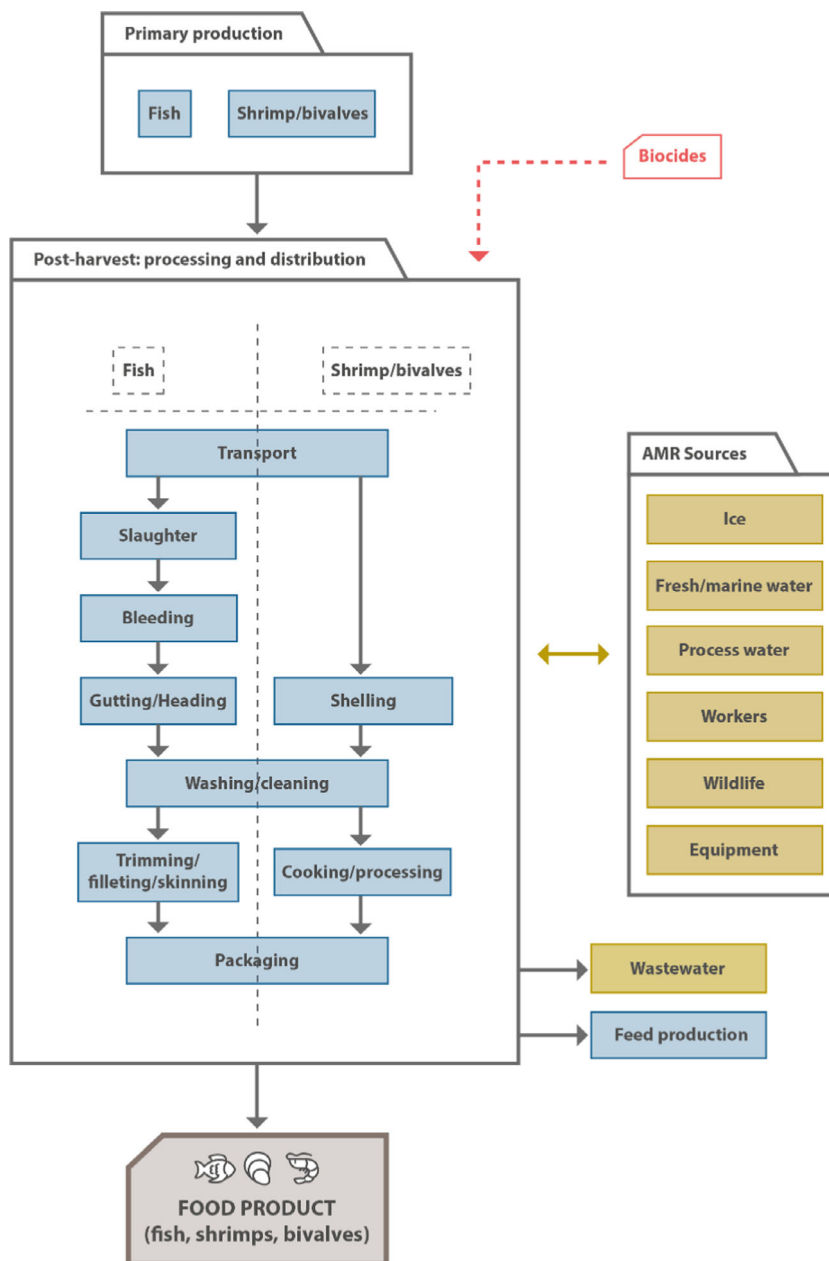 Primary production
Fish
Shrimp/bivalves
Biocides
Post-harvest: processing and distribution
Fish
Shrimp/bivalves
Transport
Slaughter
Bleeding
Gutting/Heading
Shelling
Washing/cleaning
Trimming/
filleting/skinning
Cooking/processing
Packaging
AMR Sources
Ice
Fresh/marine water
Process water
Workers
Wildlife
Equipment
Wastewater
Feed production
FOOD PRODUCT
(fish, shrimps, bivalves)